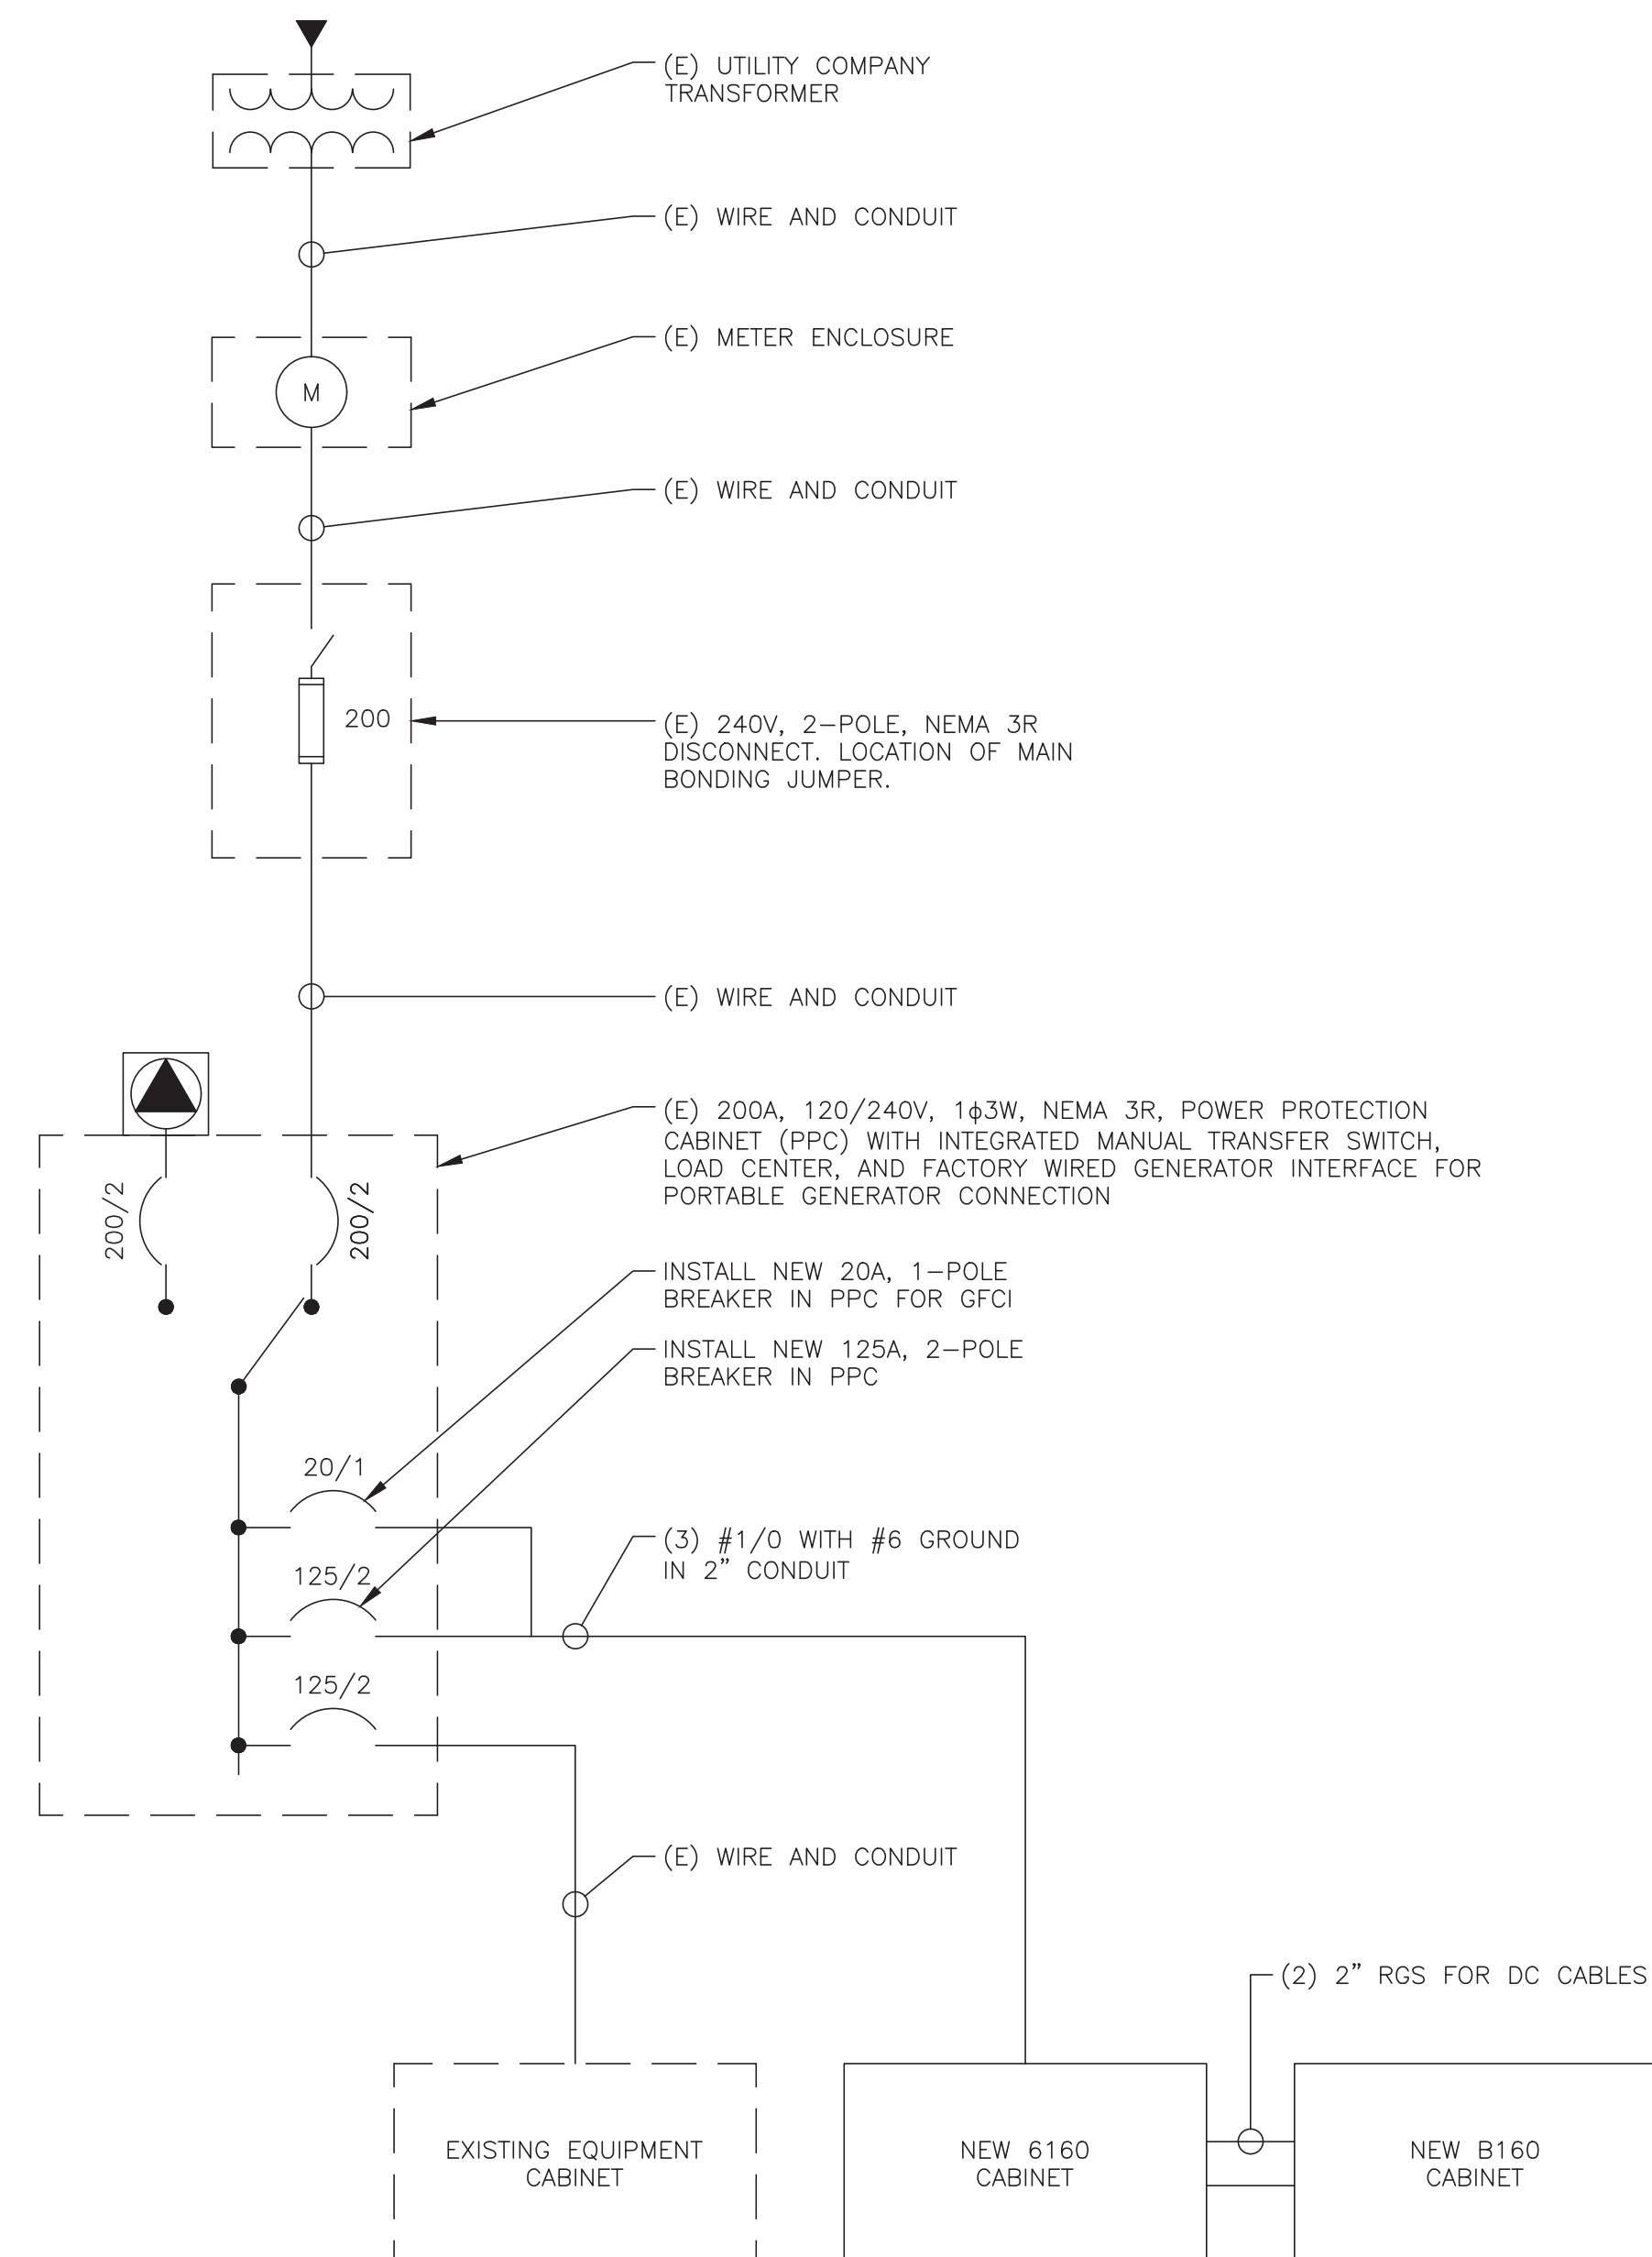 (E) UTILITY COMPANY
TRANSFORMER
(E) WIRE AND CONDUIT
(E) METER ENCLOSURE
M
(E) WIRE AND CONDUIT
200
(E) 240V, 2-POLE, NEMA 3R
DISCONNECT. LOCATION OF MAIN
BONDING JUMPER.
(E) WIRE AND CONDUIT
(E) 200A, 120/240V, 1ϕ3W, NEMA 3R, POWER PROTECTION
CABINET (PPC) WITH INTEGRATED MANUAL TRANSFER SWITCH,
LOAD CENTER, AND FACTORY WIRED GENERATOR INTERFACE FOR
PORTABLE GENERATOR CONNECTION
200/2
200/2
INSTALL NEW 20A, 1-POLE
BREAKER IN PPC FOR GFCI
INSTALL NEW 125A, 2-POLE
BREAKER IN PPC
20/1
(3) #1/0 WITH #6 GROUND
IN 2" CONDUIT
125/2
125/2
(E) WIRE AND CONDUIT
(2) 2" RGS FOR DC CABLES
EXISTING EQUIPMENT
CABINET
NEW 6160
CABINET
NEW B160
CABINET